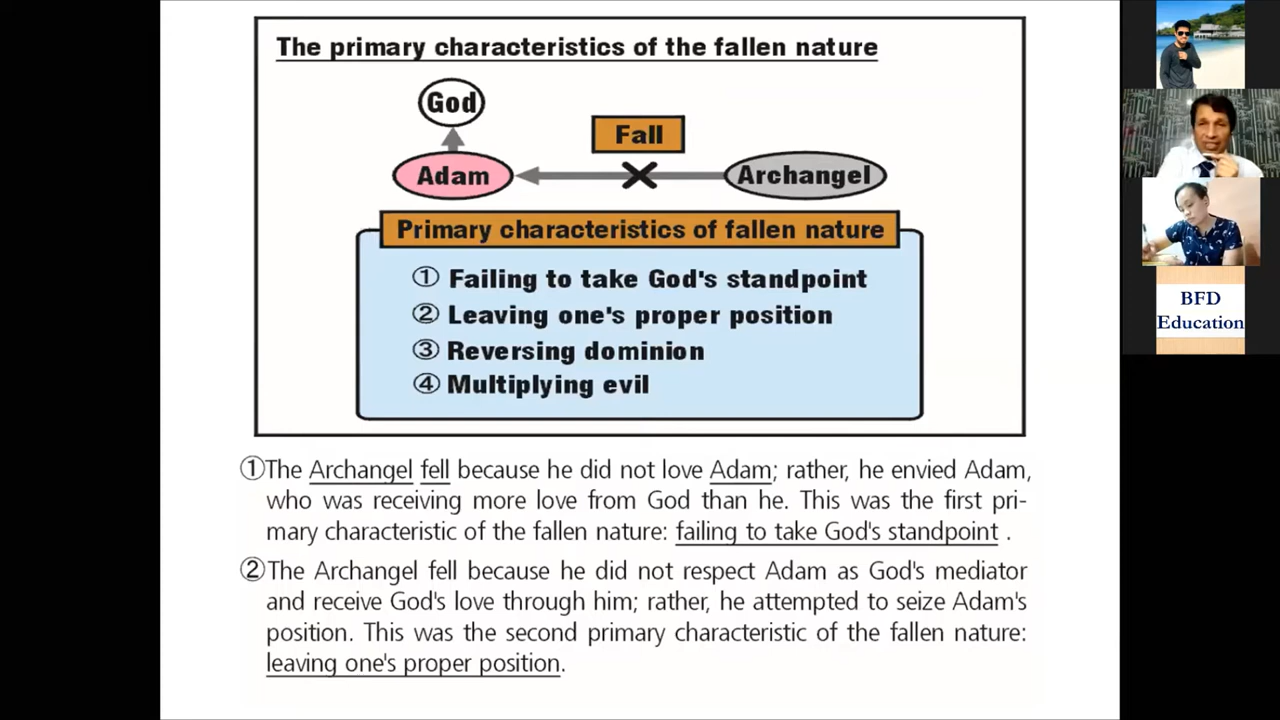 The primary characteristics of the fallen nature
God
Fall
Adam
Archangel
Primary characteristics of fallen nature
① Failing to take God's standpoint
② Leaving one's proper position
③ Reversing dominion
④ Multiplying evil
①The Archangel fell because he did not love Adam; rather, he envied Adam,
who was receiving more love from God than he. This was the first pri-
mary characteristic of the fallen nature: failing to take God's standpoint .
②The Archangel fell because he did not respect Adam as God's mediator
and receive God's love through him; rather, he attempted to seize Adam's
position. This was the second primary characteristic of the fallen nature:
leaving one's proper position.
BFD
Education